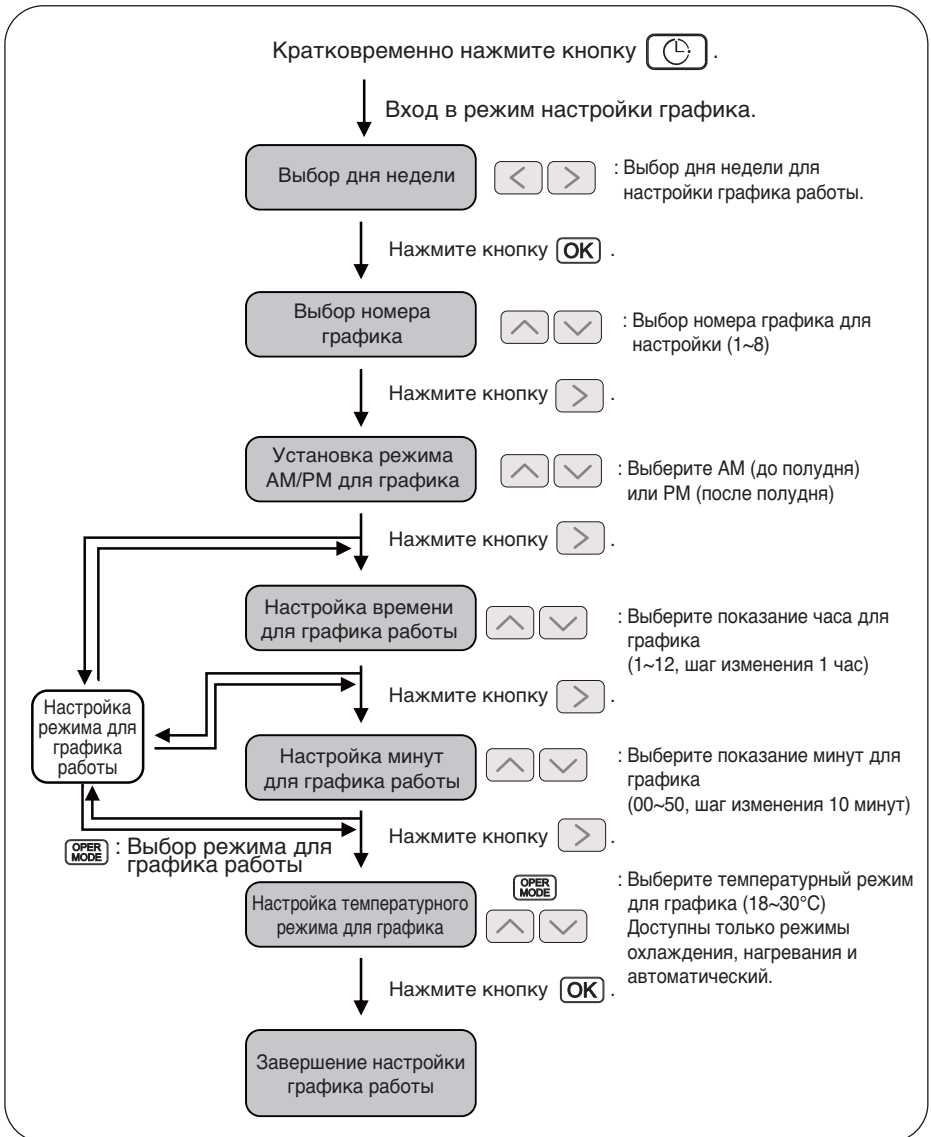 Кратковременно нажмите кнопку .
Вход в режим настройки графика.
Выбор дня недели
: Выбор дня недели для
настройки графика работы.
Нажмите кнопку OK .
Выбор номера
графика
: Выбор номера графика для
настройки (1~8)
Нажмите кнопку > .
Установка режима
AM/PM для графика
: Выберите AM (до полудня)
или PM (после полудня)
Нажмите кнопку > .
Настройка времени
для графика работы
: Выберите показание часа для
графика
(1~12, шаг изменения 1 час)
Нажмите кнопку > .
Настройка
режима для
графика
работы
Настройка минут
для графика работы
: Выберите показание минут для
графика
(00~50, шаг изменения 10 минут)
Нажмите кнопку > .
OPER
MODE
: Выбор режима для
графика работы
Настройка температурного
режима для графика
OPER
MODE
: Выберите температурный режим
для графика (18~30°C)
Доступны только режимы
охлаждения, нагревания и
автоматический.
Нажмите кнопку OK .
Завершение настройки
графика работы